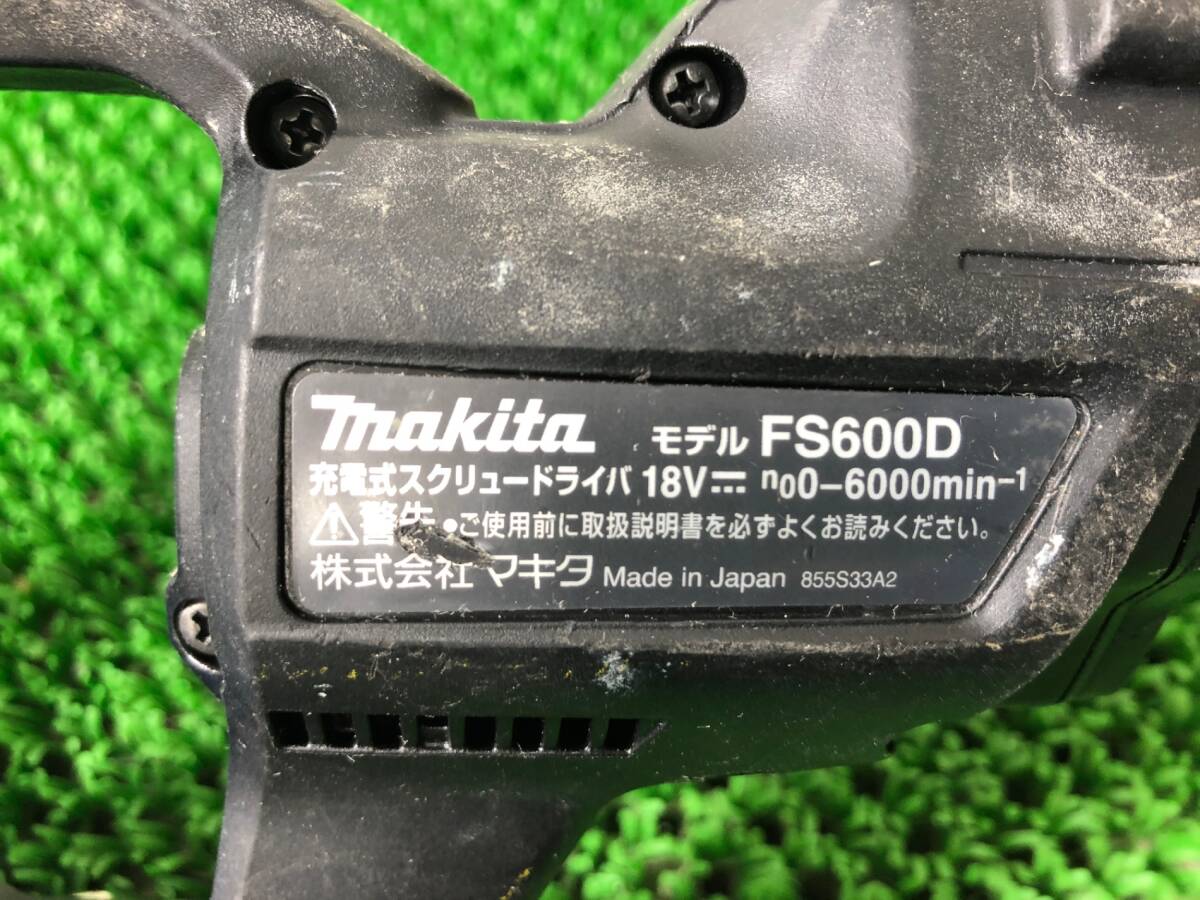 makita モデル FS600D
充電式スクリュードライバ 18V⎓ n₀0-6000min⁻¹
⚠警告 ●ご使用前に取扱説明書を必ずよくお読みください。
株式会社マキタ Made in Japan 855S33A2